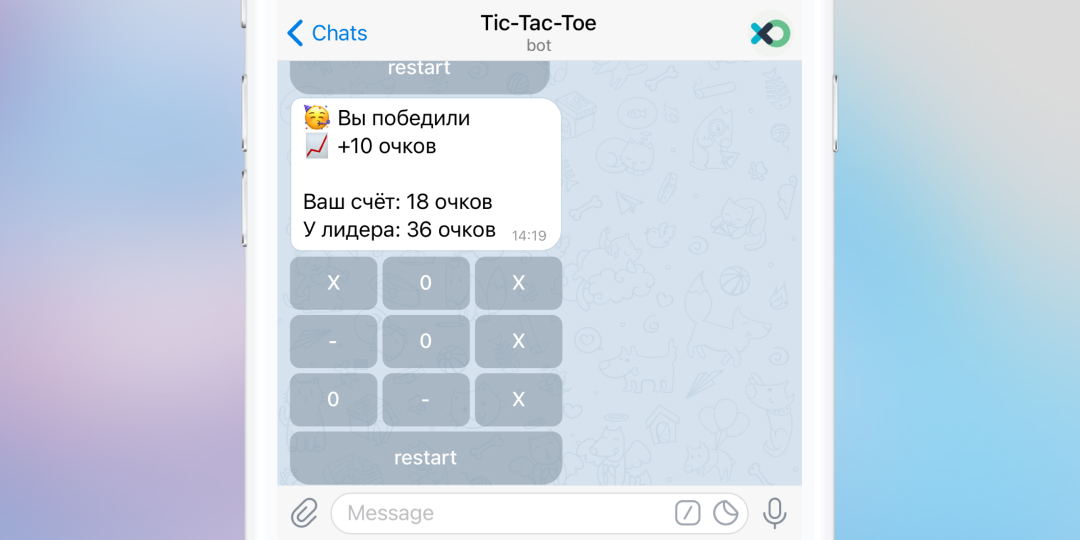 Chats
Tic-Tac-Toe
bot
restart
🥳 Вы победили
📈 +10 очков
Ваш счёт: 18 очков
У лидера: 36 очков 14:19
X 0 X
- 0 X
0 - X
restart
Message